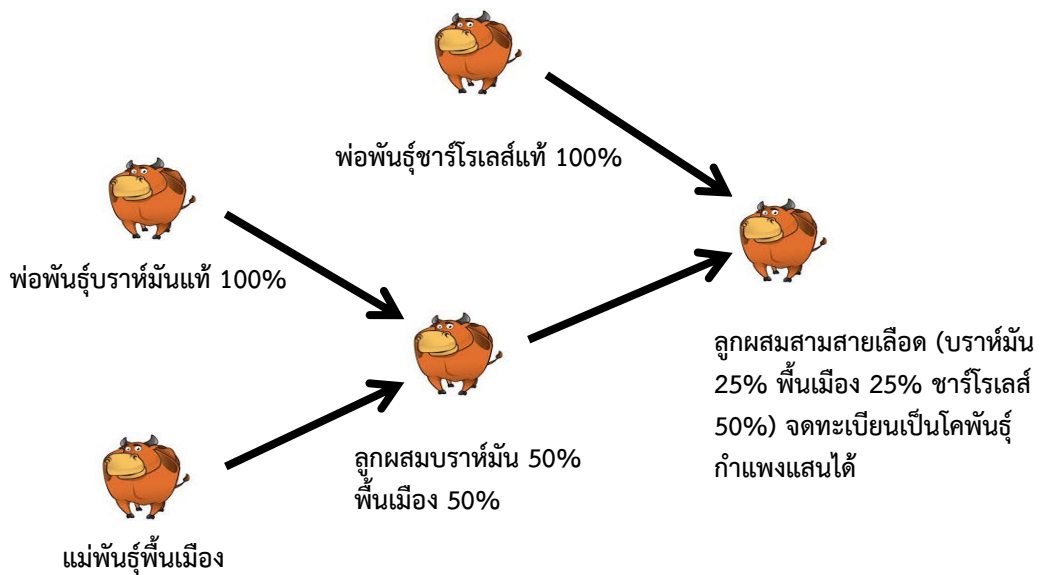 พ่อพันธุ์ชาร์โรเลส์แท้ 100%
พ่อพันธุ์บราห์มันแท้ 100%
ลูกผสมสามสายเลือด (บราห์มัน
25% พื้นเมือง 25% ชาร์โรเลส์
50%) จดทะเบียนเป็นโคพันธุ์
กำแพงแสนได้
ลูกผสมบราห์มัน 50%
พื้นเมือง 50%
แม่พันธุ์พื้นเมือง